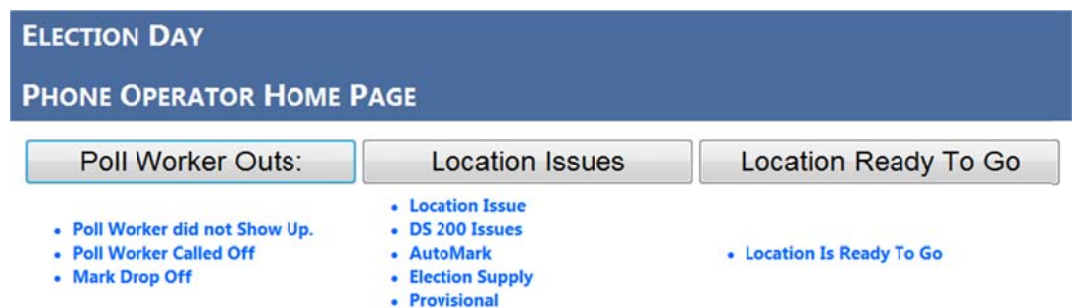 ELECTION DAY
PHONE OPERATOR HOME PAGE
Poll Worker Outs:
Location Issues
Location Ready To Go
• Poll Worker did not Show Up.
• Poll Worker Called Off
• Mark Drop Off
• Location Issue
• DS 200 Issues
• AutoMark
• Election Supply
• Provisional
• Location Is Ready To Go